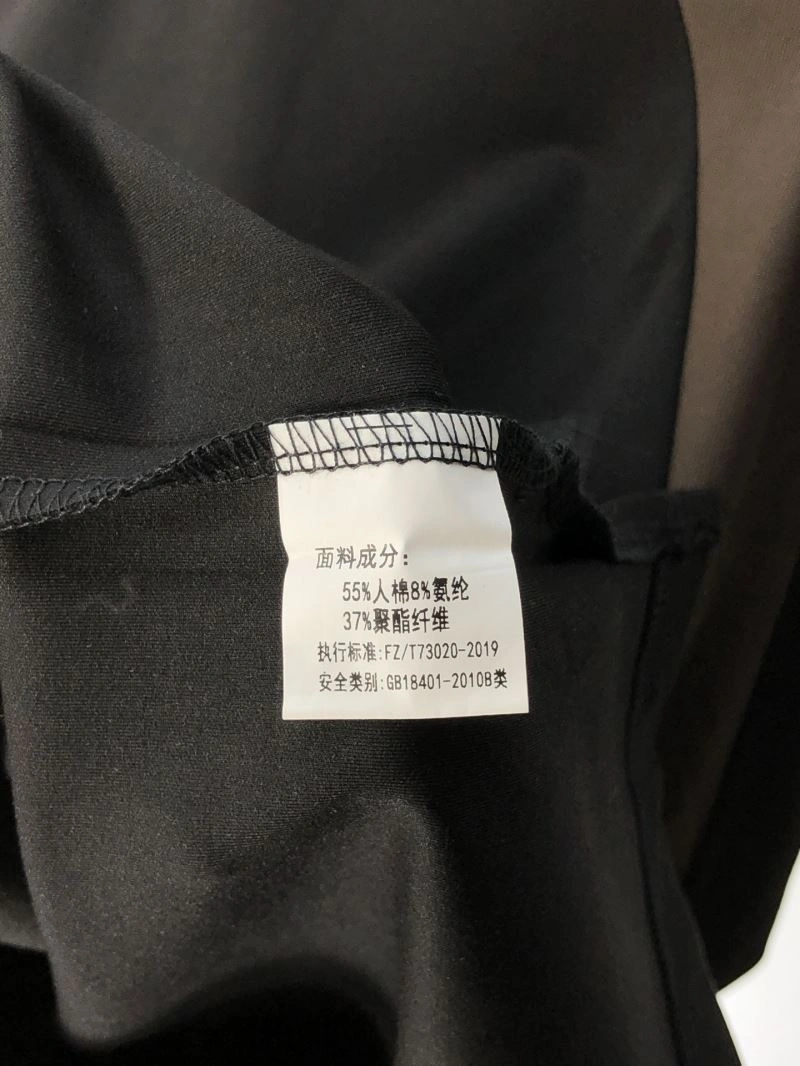 面料成分:
55%人棉8%氨纶
37%聚酯纤维
执行标准:FZ/T73020-2019
安全类别:GB18401-2010B类